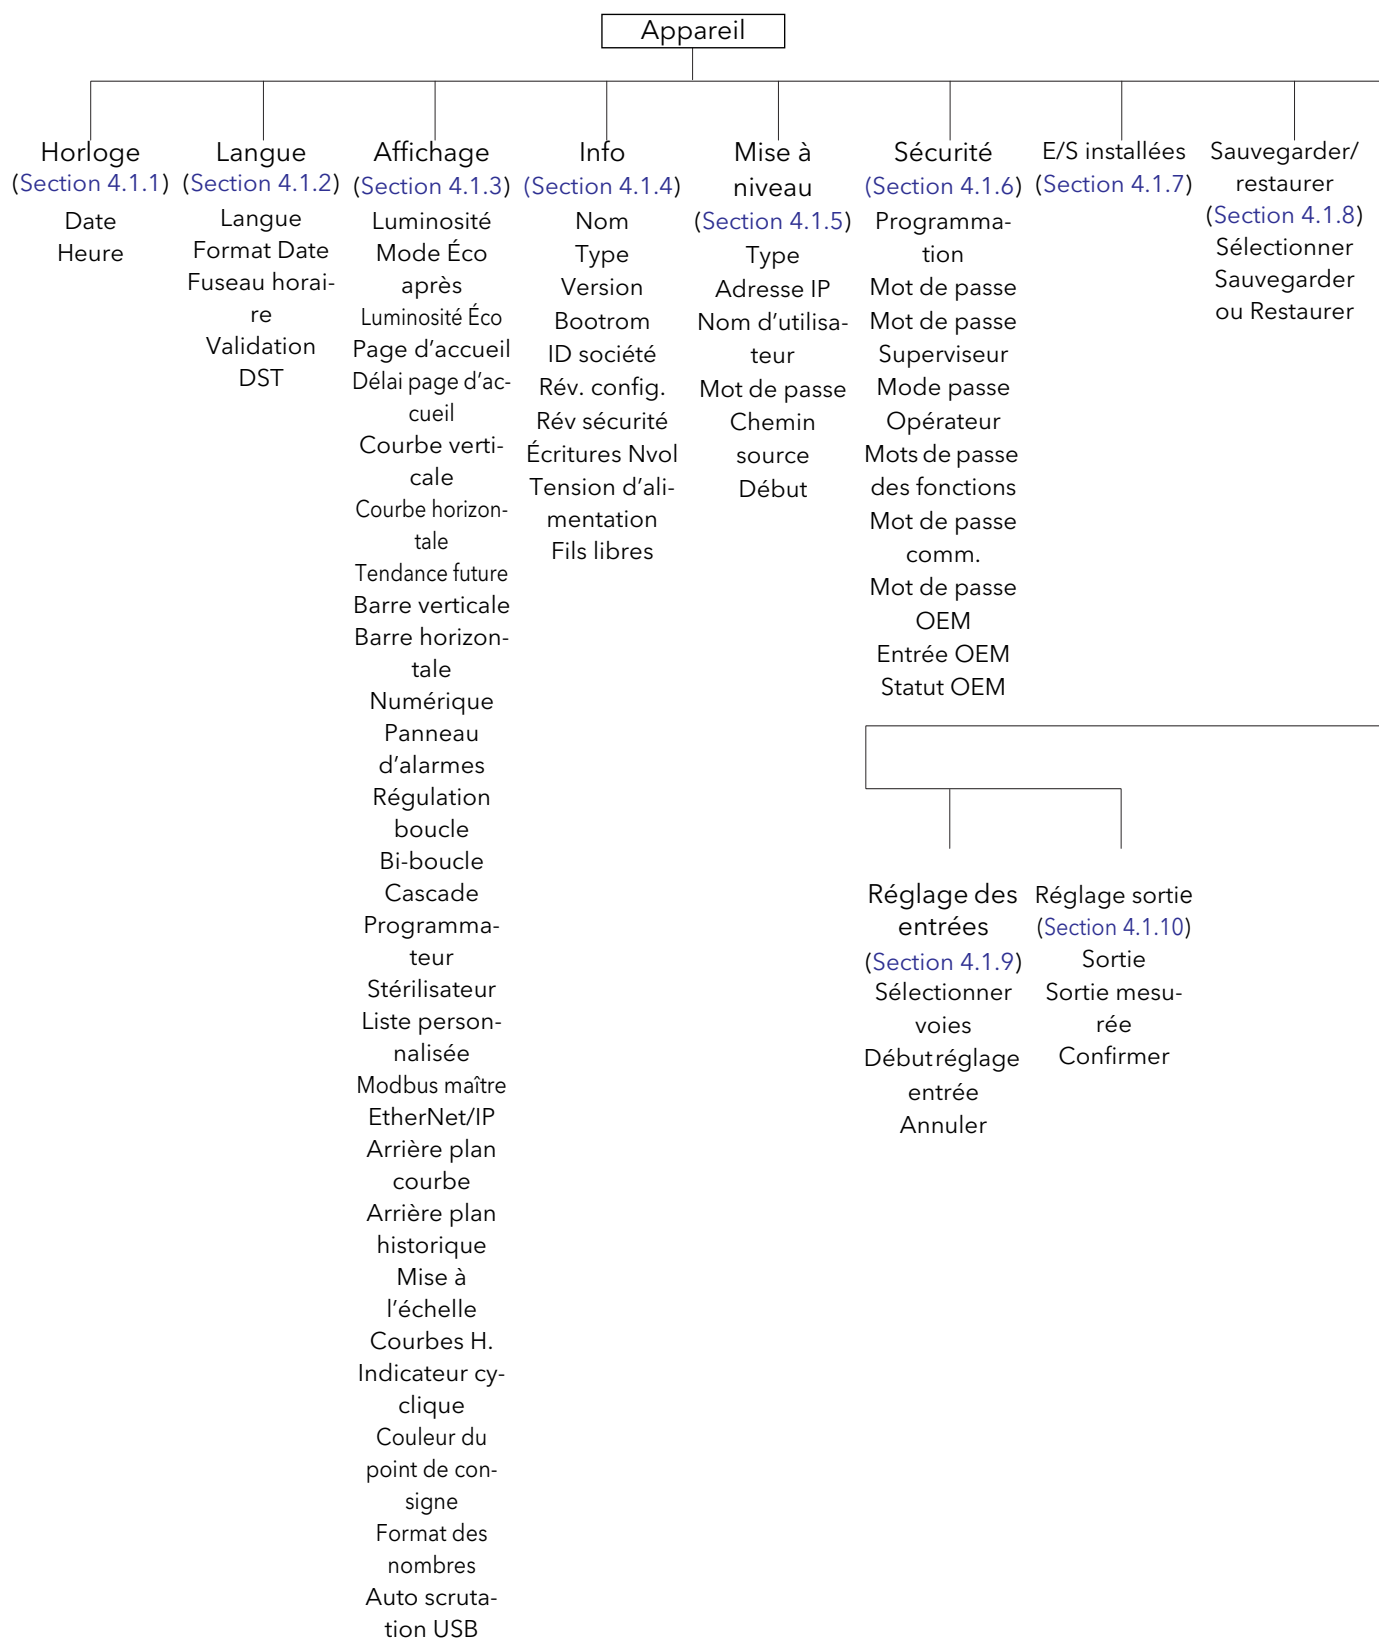 Appareil
Horloge
(Section 4.1.1)
Date
Heure
Langue
(Section 4.1.2)
Langue
Format Date
Fuseau horai-
re
Validation
DST
Affichage
(Section 4.1.3)
Luminosité
Mode Éco
après
Luminosité Éco
Page d'accueil
Délai page d'ac-
cueil
Courbe verti-
cale
Courbe horizon-
tale
Tendance future
Barre verticale
Barre horizon-
tale
Numérique
Panneau
d'alarmes
Régulation
boucle
Bi-boucle
Cascade
Programma-
teur
Stérilisateur
Liste person-
nalisée
Modbus maître
EtherNet/IP
Arrière plan
courbe
Arrière plan
historique
Mise à
l'échelle
Courbes H.
Indicateur cy-
clique
Couleur du
point de con-
signe
Format des
nombres
Auto scruta-
tion USB
Info
(Section 4.1.4)
Nom
Type
Version
Bootrom
ID société
Rév. config.
Rév sécurité
Écritures Nvol
Tension d'ali-
mentation
Fils libres
Mise à
niveau
(Section 4.1.5)
Type
Adresse IP
Nom d'utilisa-
teur
Mot de passe
Chemin
source
Début
Sécurité
(Section 4.1.6)
Programma-
tion
Mot de passe
Mot de passe
Superviseur
Mode passe
Opérateur
Mots de passe
des fonctions
Mot de passe
comm.
Mot de passe
OEM
Entrée OEM
Statut OEM
E/S installées
(Section 4.1.7)
Sauvegarder/
restaurer
(Section 4.1.8)
Sélectionner
Sauvegarder
ou Restaurer
Réglage des
entrées
(Section 4.1.9)
Sélectionner
voies
Début réglage
entrée
Annuler
Réglage sortie
(Section 4.1.10)
Sortie
Sortie mesu-
rée
Confirmer